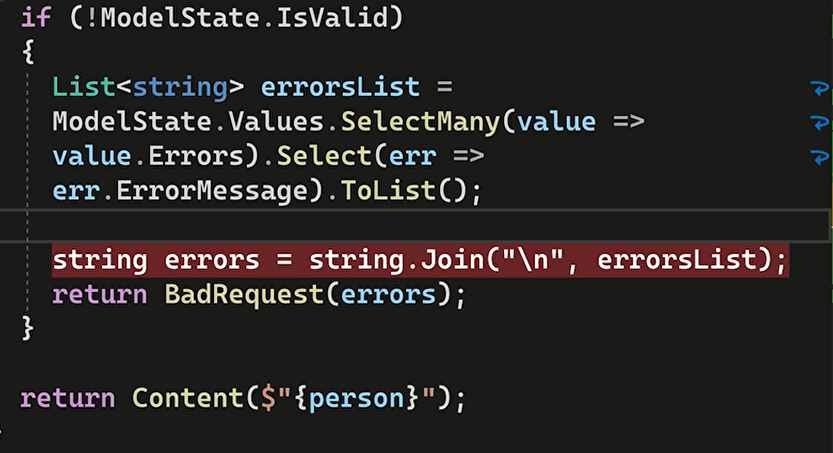 if (!ModelState.IsValid)
{
List<string> errorsList =
ModelState.Values.SelectMany(value =>
value.Errors).Select(err =>
err.ErrorMessage).ToList();
string errors = string.Join("\n", errorsList);
return BadRequest(errors);
}
return Content($"{person}");